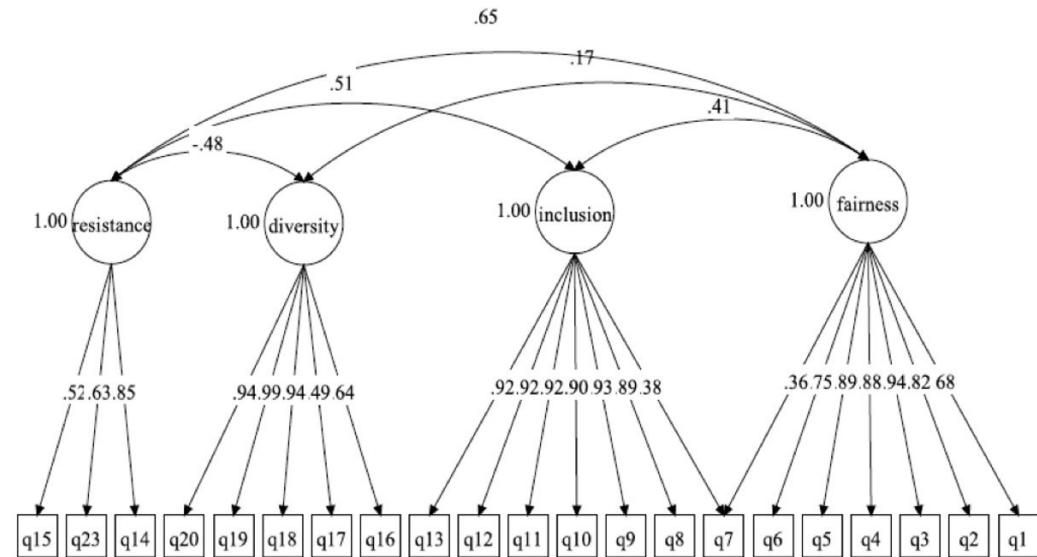 .65
.17
.51
.41
-.48
1.00 resistance 1.00 diversity 1.00 inclusion 1.00 fairness
.52.63.85 .94.99.94.49.64 .92.92.92.90.93.89.38 .36.75.89.88.94.82.68
q15 q23 q14 q20 q19 q18 q17 q16 q13 q12 q11 q10 q9 q8 q7 q6 q5 q4 q3 q2 q1